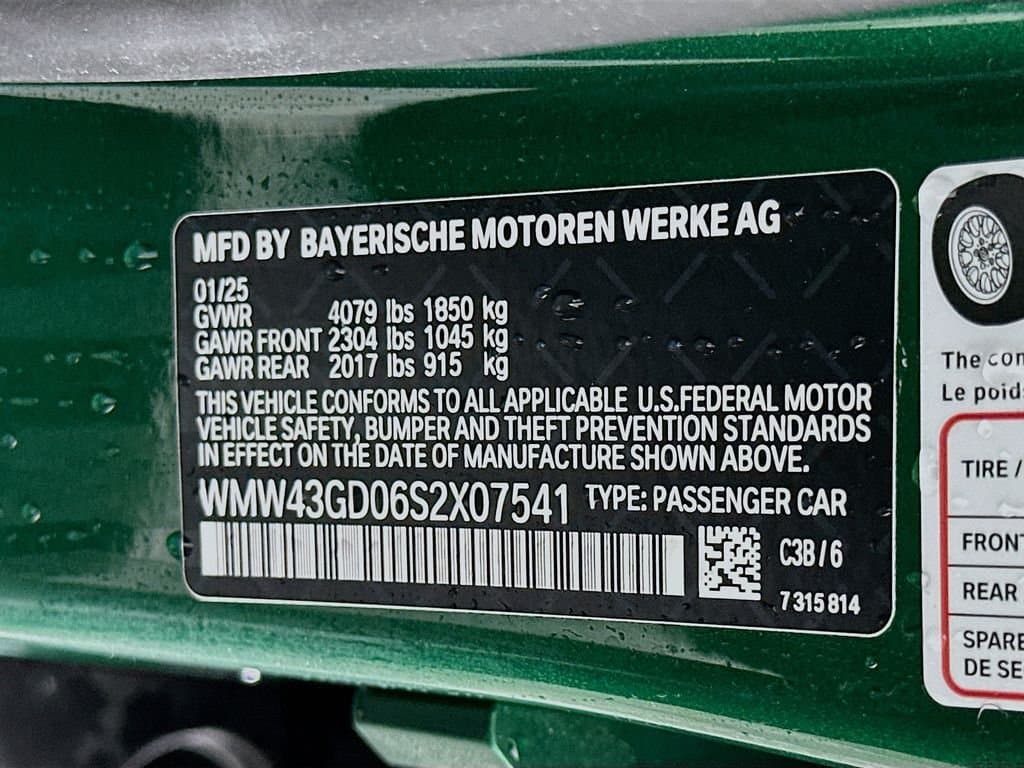 MFD BY BAYERISCHE MOTOREN WERKE AG
01/25
GVWR 4079 lbs 1850 kg
GAWR FRONT 2304 lbs 1045 kg
GAWR REAR 2017 lbs 915 kg
THIS VEHICLE CONFORMS TO ALL APPLICABLE U.S.FEDERAL MOTOR
VEHICLE SAFETY, BUMPER AND THEFT PREVENTION STANDARDS
IN EFFECT ON THE DATE OF MANUFACTURE SHOWN ABOVE.
WMW43GD06S2X07541 TYPE: PASSENGER CAR
C3B/6
7315814
The com
Le poids
TIRE /
FRONT
REAR
SPARE
DE SE